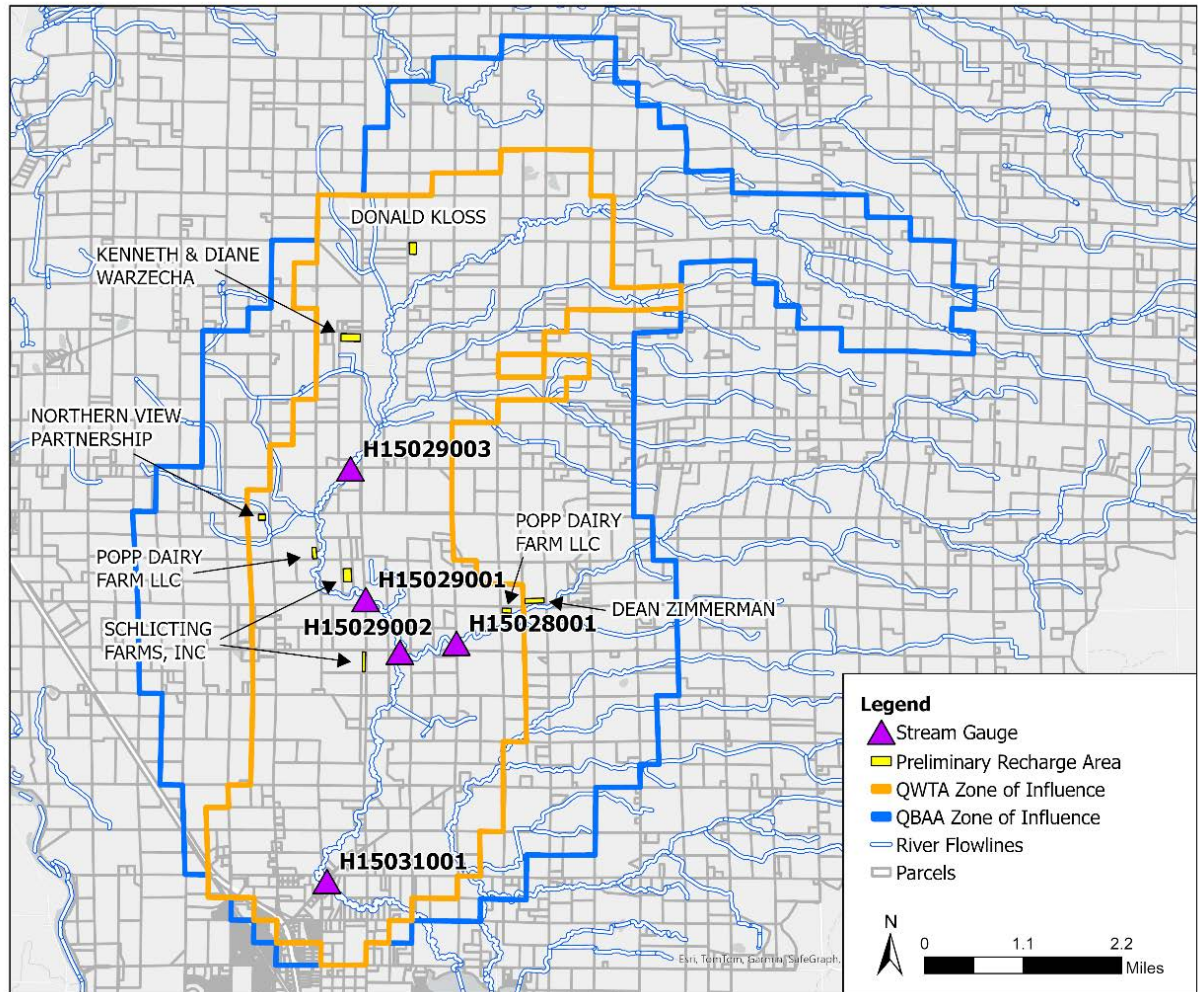 DONALD KLOSS
KENNETH & DIANE
WARZECHA
NORTHERN VIEW
PARTNERSHIP
H15029003
POPP DAIRY
FARM LLC
POPP DAIRY
FARM LLC
H15029001
DEAN ZIMMERMAN
SCHLICTING
FARMS, INC
H15029002
H15028001
H15031001
Legend
Stream Gauge
Preliminary Recharge Area
QWTA Zone of Influence
QBAA Zone of Influence
River Flowlines
Parcels
N
0 1.1 2.2
Miles
Esri, TomTom, Garmin, SafeGraph,